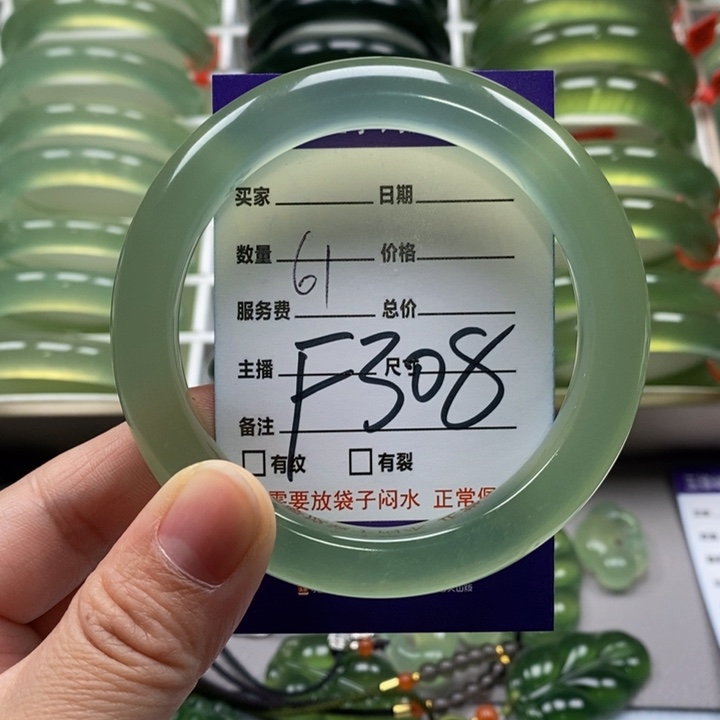 买家 日期
数量 61 价格
服务费 总价
主播 F308 尺寸
备注
有纹 有裂
需要放袋子闷水 正常佩